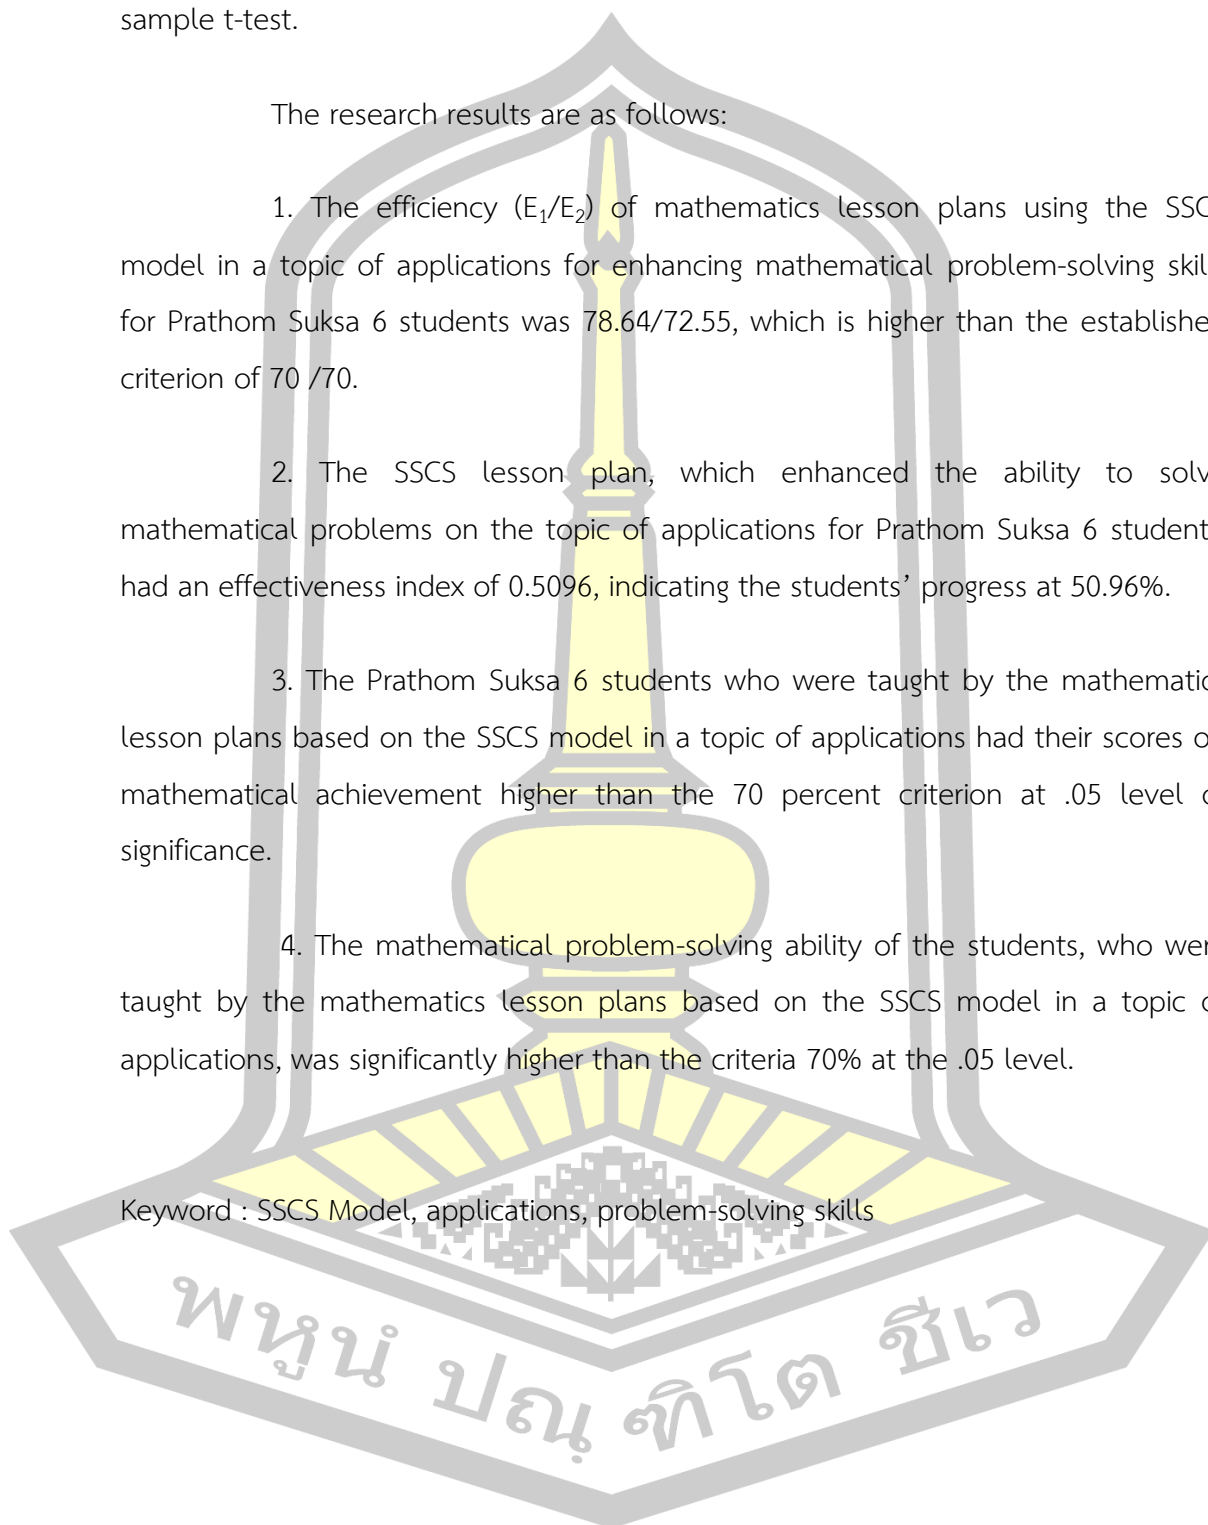 sample t-test.
The research results are as follows:
1. The efficiency (E₁/E₂) of mathematics lesson plans using the SSC
model in a topic of applications for enhancing mathematical problem-solving skil
for Prathom Suksa 6 students was 78.64/72.55, which is higher than the establishe
criterion of 70 /70.
2. The SSCS lesson plan, which enhanced the ability to solv
mathematical problems on the topic of applications for Prathom Suksa 6 student
had an effectiveness index of 0.5096, indicating the students’ progress at 50.96%.
3. The Prathom Suksa 6 students who were taught by the mathematic
lesson plans based on the SSCS model in a topic of applications had their scores o
mathematical achievement higher than the 70 percent criterion at .05 level o
significance.
4. The mathematical problem-solving ability of the students, who wer
taught by the mathematics lesson plans based on the SSCS model in a topic o
applications, was significantly higher than the criteria 70% at the .05 level.
Keyword : SSCS Model, applications, problem-solving skills
พหูนํ ปณฺฑิโต ชีเว